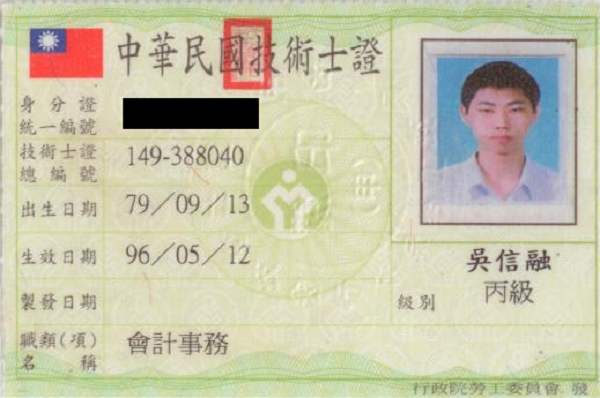 中華民國技術士證
身分證
統一編號
技術士證
總編號 149-388040
出生日期 79/09/13
生效日期 96/05/12
製發日期
職類(項)
名稱 會計事務
吳信融
級別 丙級
行政院勞工委員會 發